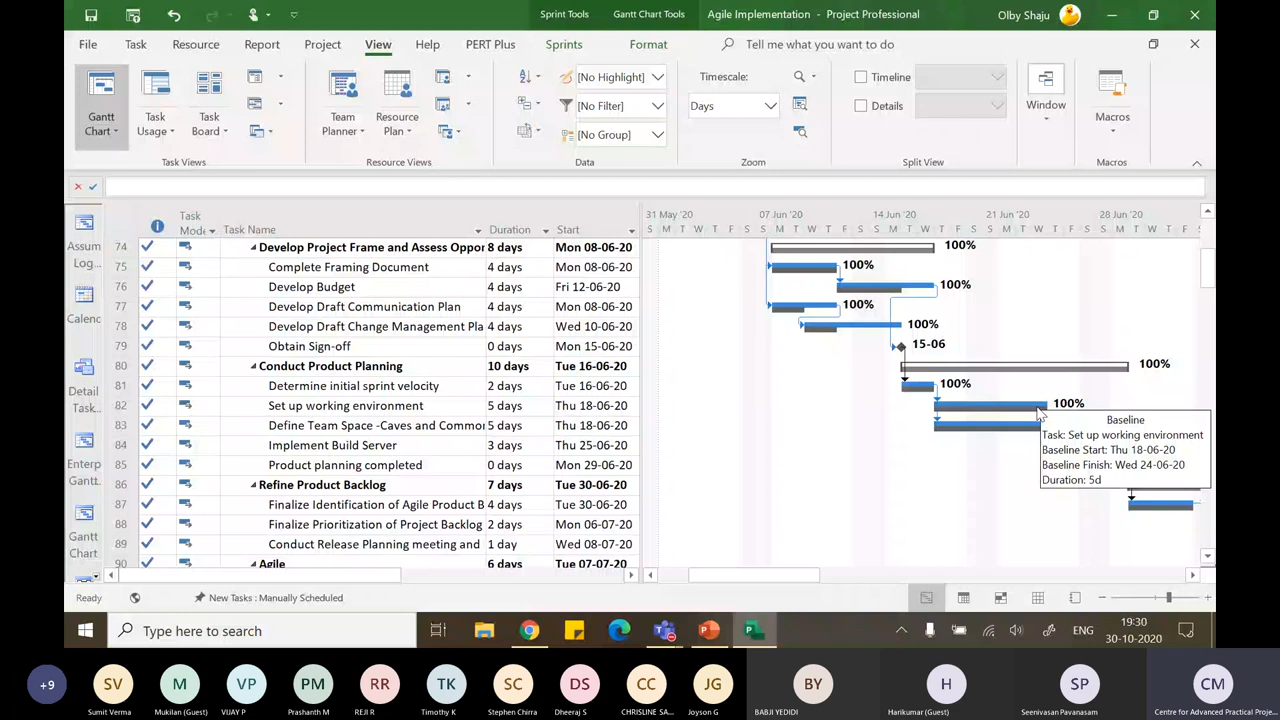 Sprint Tools Gantt Chart Tools Agile Implementation - Project Professional Olby Shaju
File Task Resource Report Project View Help PERT Plus Sprints Format Tell me what you want to do
[No Highlight] Timescale: Timeline
Days [No Filter] Details
[No Group]
Gantt Chart Task Usage Task Board Team Planner Resource Plan Window Macros
Task Views Resource Views Data Zoom Split View Macros
Task Mode Task Name Duration Start
31 May '20 07 Jun '20 14 Jun '20 21 Jun '20 28 Jun '20
S T M F T S W S T M F T S W S T M F T S W
Assum Log...
Calenc
Detail Task...
Enterp Gantt.
Gantt Chart
74 Develop Project Frame and Assess Oppor 8 days Mon 08-06-20 100%
75 Complete Framing Document 4 days Mon 08-06-20 100%
76 Develop Budget 4 days Fri 12-06-20 100%
77 Develop Draft Communication Plan 4 days Mon 08-06-20 100%
78 Develop Draft Change Management Pla 4 days Wed 10-06-20 100%
79 Obtain Sign-off 0 days Mon 15-06-20 15-06
80 Conduct Product Planning 10 days Tue 16-06-20 100%
81 Determine initial sprint velocity 2 days Tue 16-06-20 100%
82 Set up working environment 5 days Thu 18-06-20 100%
83 Define Team Space -Caves and Common 5 days Thu 18-06-20
84 Implement Build Server 3 days Thu 25-06-20
85 Product planning completed 0 days Mon 29-06-20
86 Refine Product Backlog 7 days Tue 30-06-20
87 Finalize Identification of Agile Product B 4 days Tue 30-06-20
88 Finalize Prioritization of Project Backlog 2 days Mon 06-07-20
89 Conduct Release Planning meeting and 1 day Wed 08-07-20
90 Agile 6 days Tue 07-07-20
Baseline
Task: Set up working environment
Baseline Start: Thu 18-06-20
Baseline Finish: Wed 24-06-20
Duration: 5d
Ready New Tasks : Manually Scheduled
Type here to search ENG 19:30
30-10-2020
+9 SV M VP PM RR TK SC DS CC JG BY H SP CM
Sumit Verma Mukilan (Guest) VIJAY P Prashanth M REJI R Timothy K Stephen Chirra Dheeraj S CHRISLINE SA... Joyson G BABJI YEDIDI Harikumar (Guest) Seenivasan Pavanasam Centre for Advanced Practical Proje...